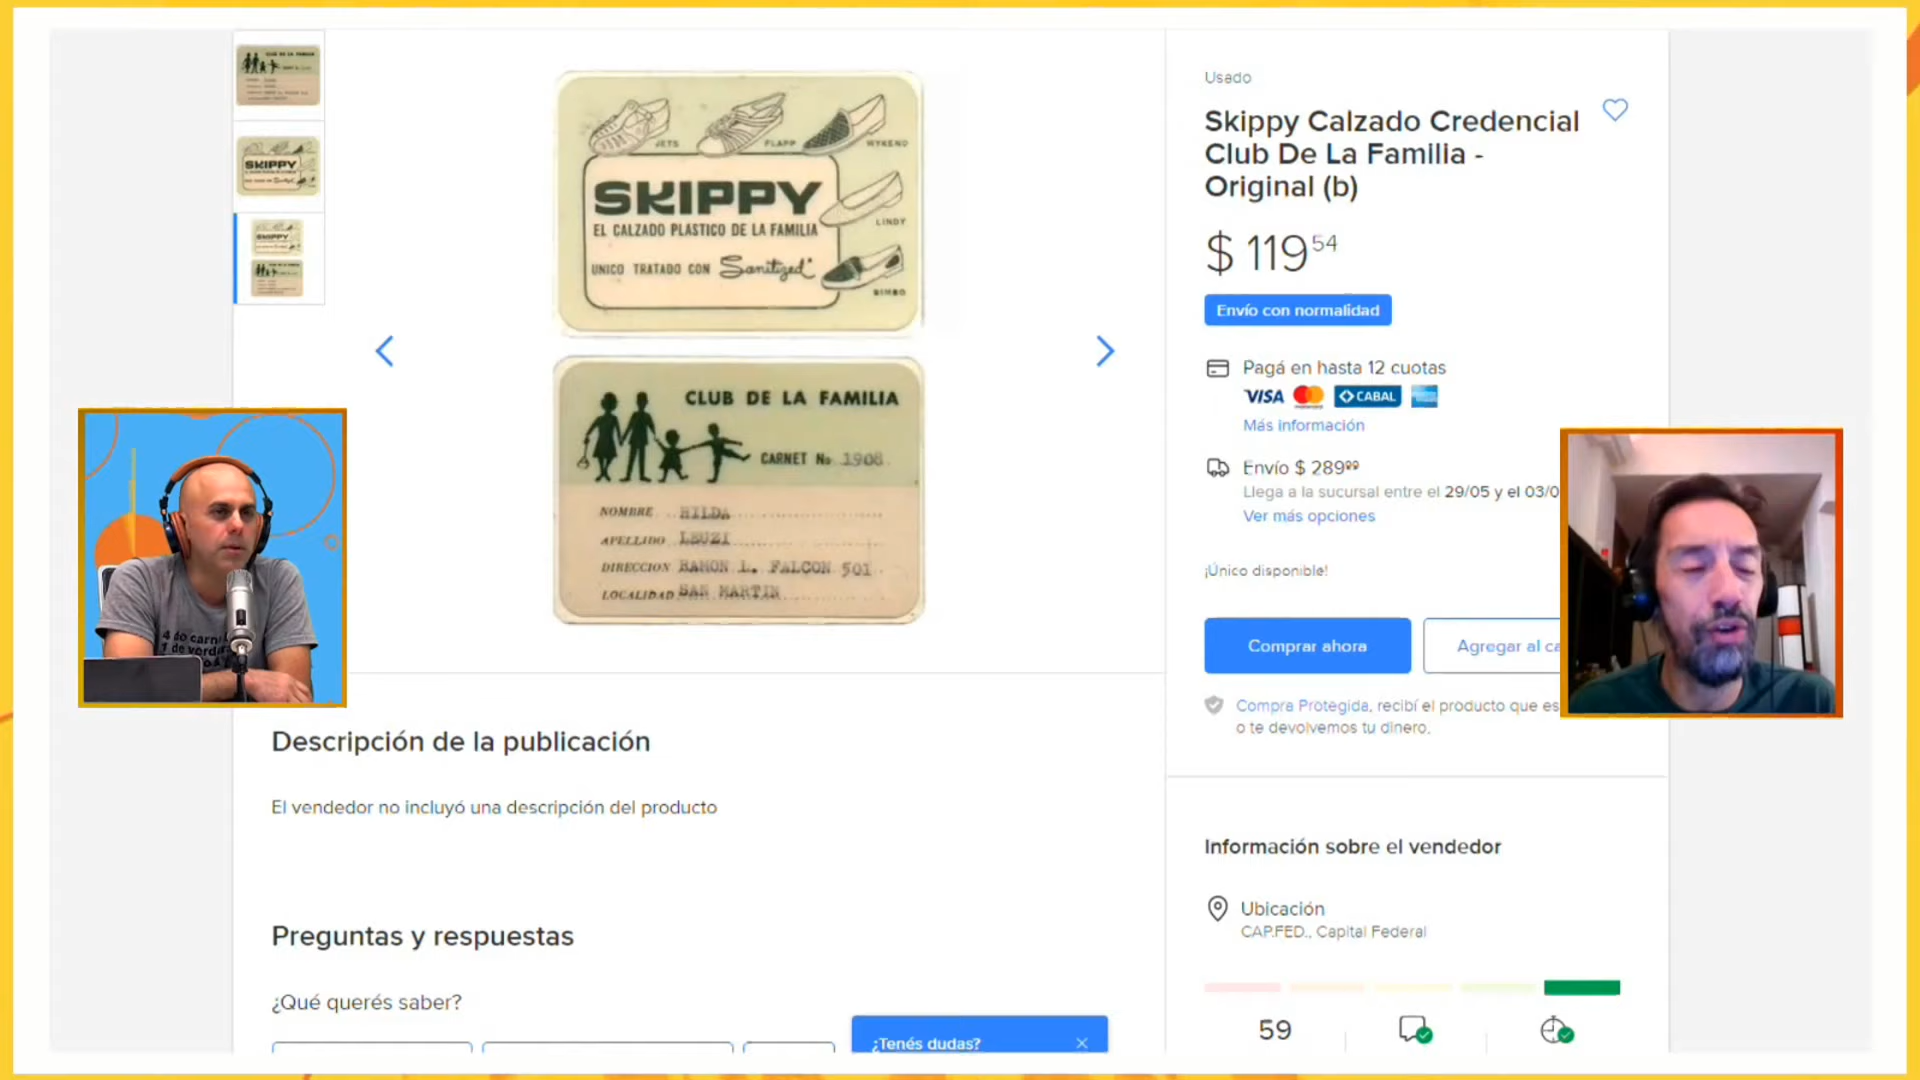 JETS
FLAPP
WYKEND
SKIPPY
LINDY
EL CALZADO PLASTICO DE LA FAMILIA
UNICO TRATADO CON Sanitized*
BIMBO
CLUB DE LA FAMILIA
CARNET No 1908
NOMBRE HILDA
APELLIDO LEUZI
DIRECCION RAMON L. FALCON 501
LOCALIDAD SAN MARTIN
Descripción de la publicación
El vendedor no incluyó una descripción del producto
Preguntas y respuestas
¿Qué querés saber?
¿Tenés dudas?
Usado
Skippy Calzado Credencial
Club De La Familia -
Original (b)
$ 119 54
Envío con normalidad
Pagá en hasta 12 cuotas
VISA CABAL
Más información
Envío $ 289⁹⁹
Llega a la sucursal entre el 29/05 y el 03/0
Ver más opciones
¡Único disponible!
Comprar ahora
Agregar al ca
Compra Protegida, recibí el producto que es
o te devolvemos tu dinero.
Información sobre el vendedor
Ubicación
CAP.FED., Capital Federal
59